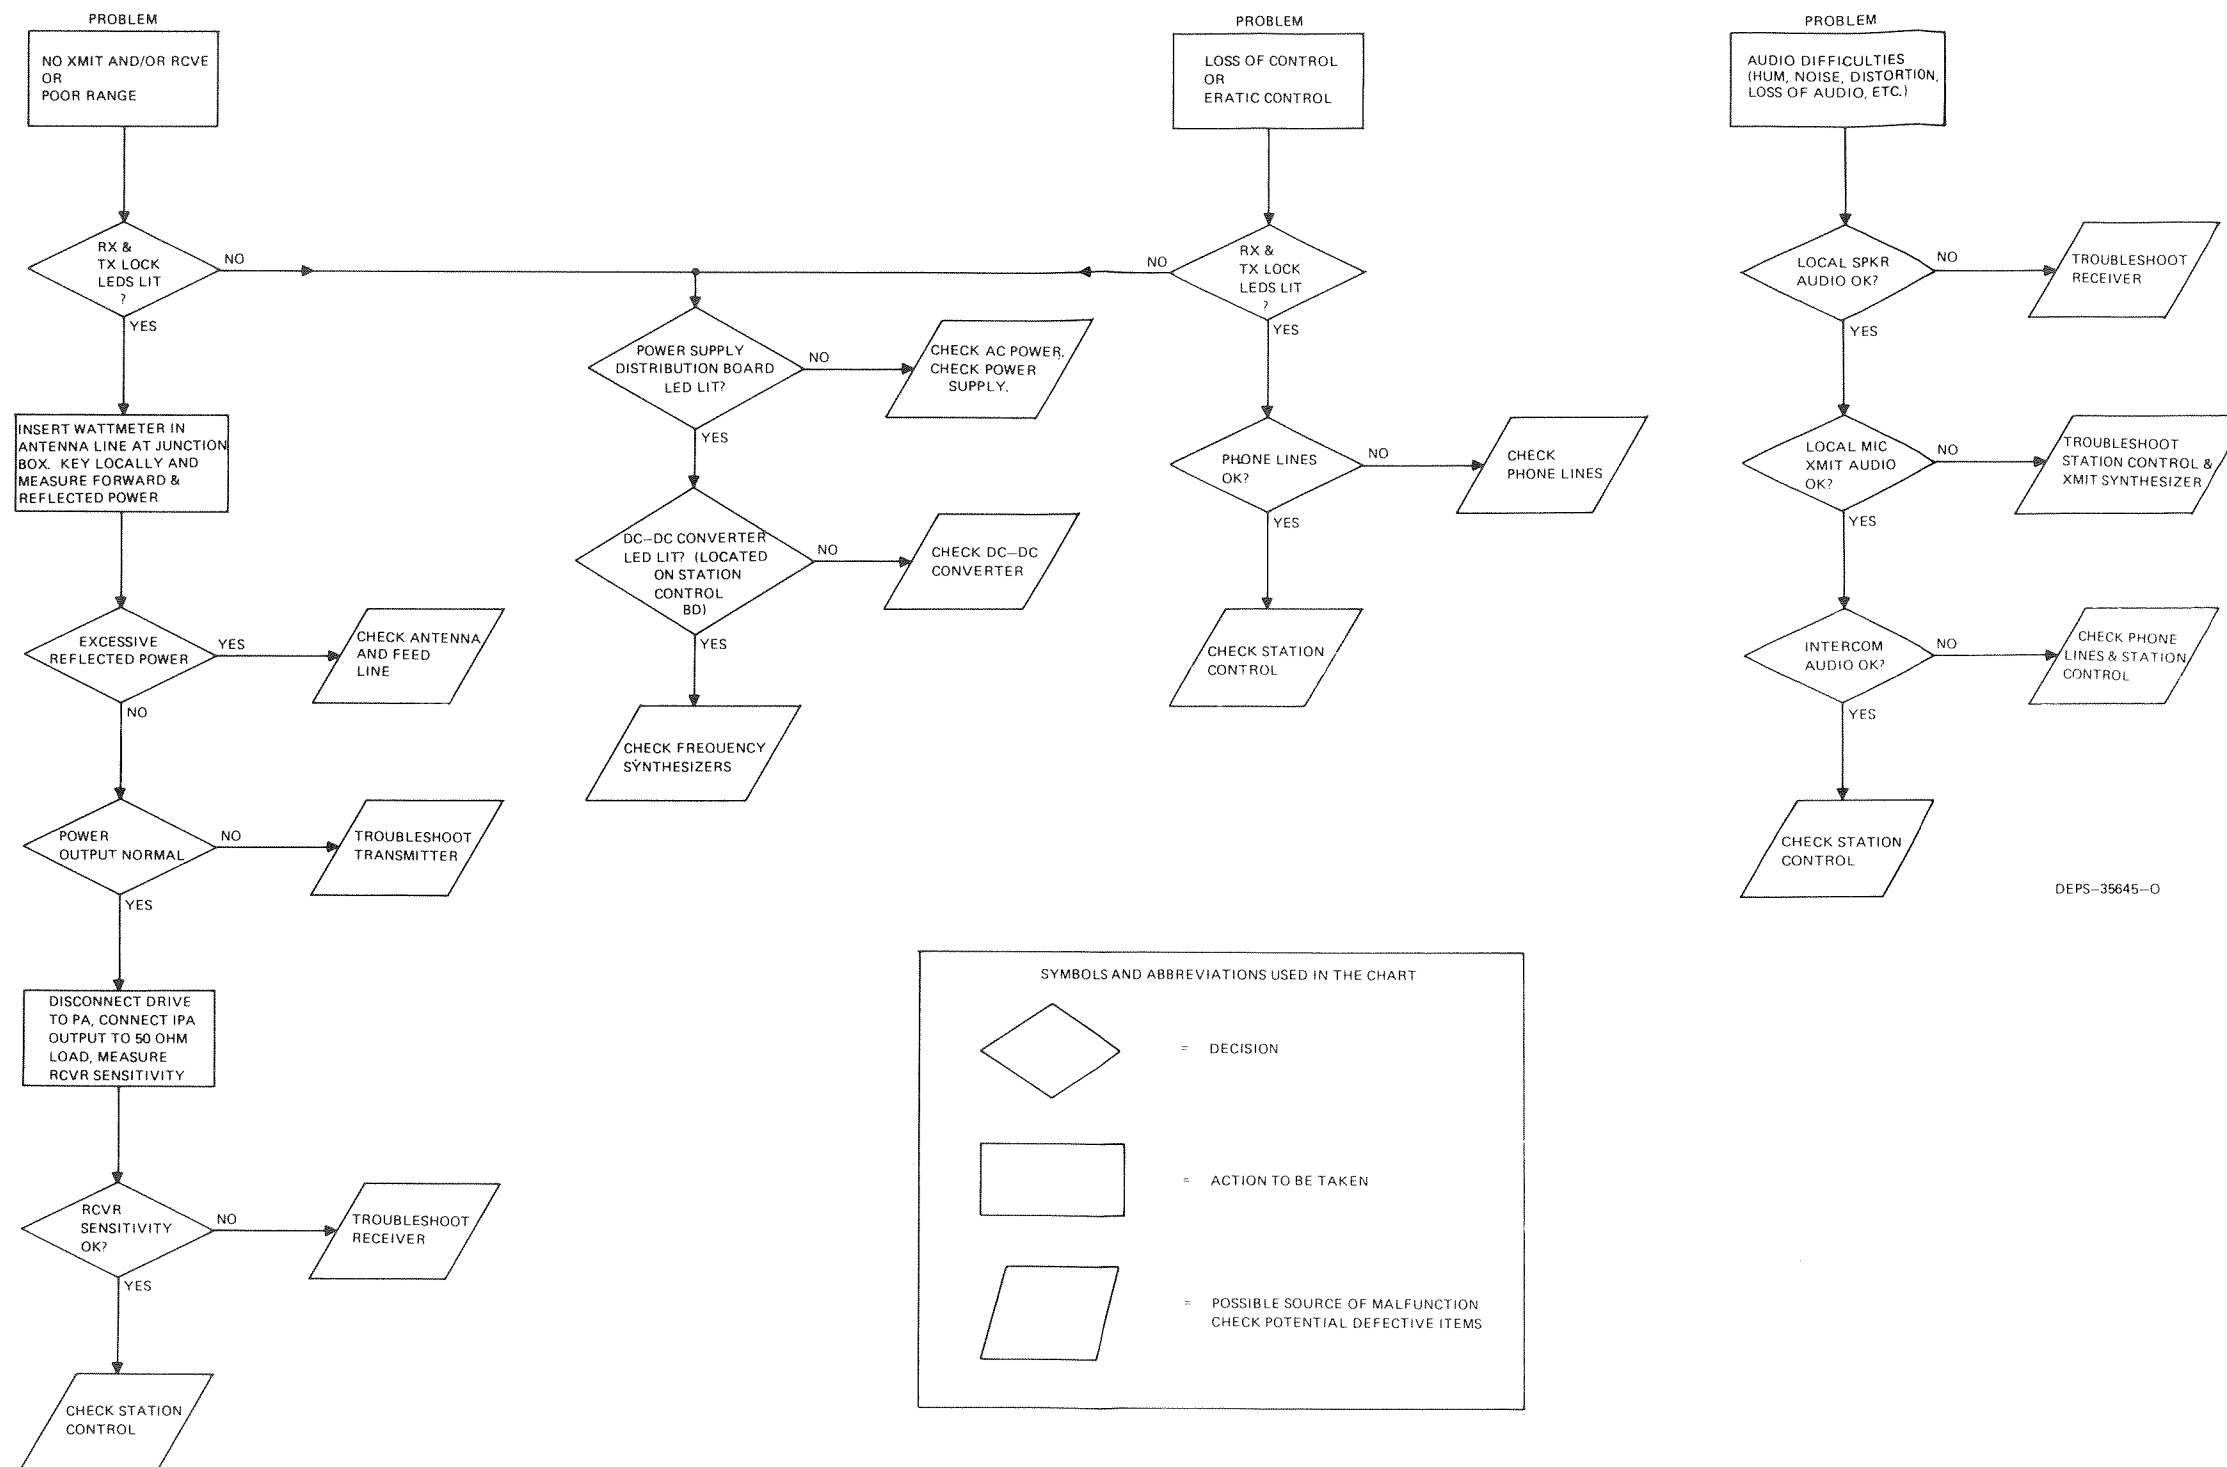 PROBLEM
NO XMIT AND/OR RCVE
OR
POOR RANGE
RX &
TX LOCK
LEDS LIT
?
NO
YES
INSERT WATTMETER IN
ANTENNA LINE AT JUNCTION
BOX. KEY LOCALLY AND
MEASURE FORWARD &
REFLECTED POWER
EXCESSIVE
REFLECTED POWER
YES
CHECK ANTENNA
AND FEED
LINE
NO
POWER
OUTPUT NORMAL
NO
TROUBLESHOOT
TRANSMITTER
YES
DISCONNECT DRIVE
TO PA, CONNECT IPA
OUTPUT TO 50 OHM
LOAD, MEASURE
RCVR SENSITIVITY
RCVR
SENSITIVITY
OK?
NO
TROUBLESHOOT
RECEIVER
YES
CHECK STATION
CONTROL
POWER SUPPLY
DISTRIBUTION BOARD
LED LIT?
NO
CHECK AC POWER.
CHECK POWER
SUPPLY.
YES
DC-DC CONVERTER
LED LIT? (LOCATED
ON STATION
CONTROL
BD)
NO
CHECK DC-DC
CONVERTER
YES
CHECK FREQUENCY
SYNTHESIZERS
PROBLEM
LOSS OF CONTROL
OR
ERATIC CONTROL
NO
RX &
TX LOCK
LEDS LIT
?
YES
PHONE LINES
OK?
NO
CHECK
PHONE LINES
YES
CHECK STATION
CONTROL
PROBLEM
AUDIO DIFFICULTIES
(HUM, NOISE, DISTORTION,
LOSS OF AUDIO, ETC.)
LOCAL SPKR
AUDIO OK?
NO
TROUBLESHOOT
RECEIVER
YES
LOCAL MIC
XMIT AUDIO
OK?
NO
TROUBLESHOOT
STATION CONTROL &
XMIT SYNTHESIZER
YES
INTERCOM
AUDIO OK?
NO
CHECK PHONE
LINES & STATION
CONTROL
YES
CHECK STATION
CONTROL
DEPS-35645-O
SYMBOLS AND ABBREVIATIONS USED IN THE CHART
= DECISION
= ACTION TO BE TAKEN
= POSSIBLE SOURCE OF MALFUNCTION
CHECK POTENTIAL DEFECTIVE ITEMS